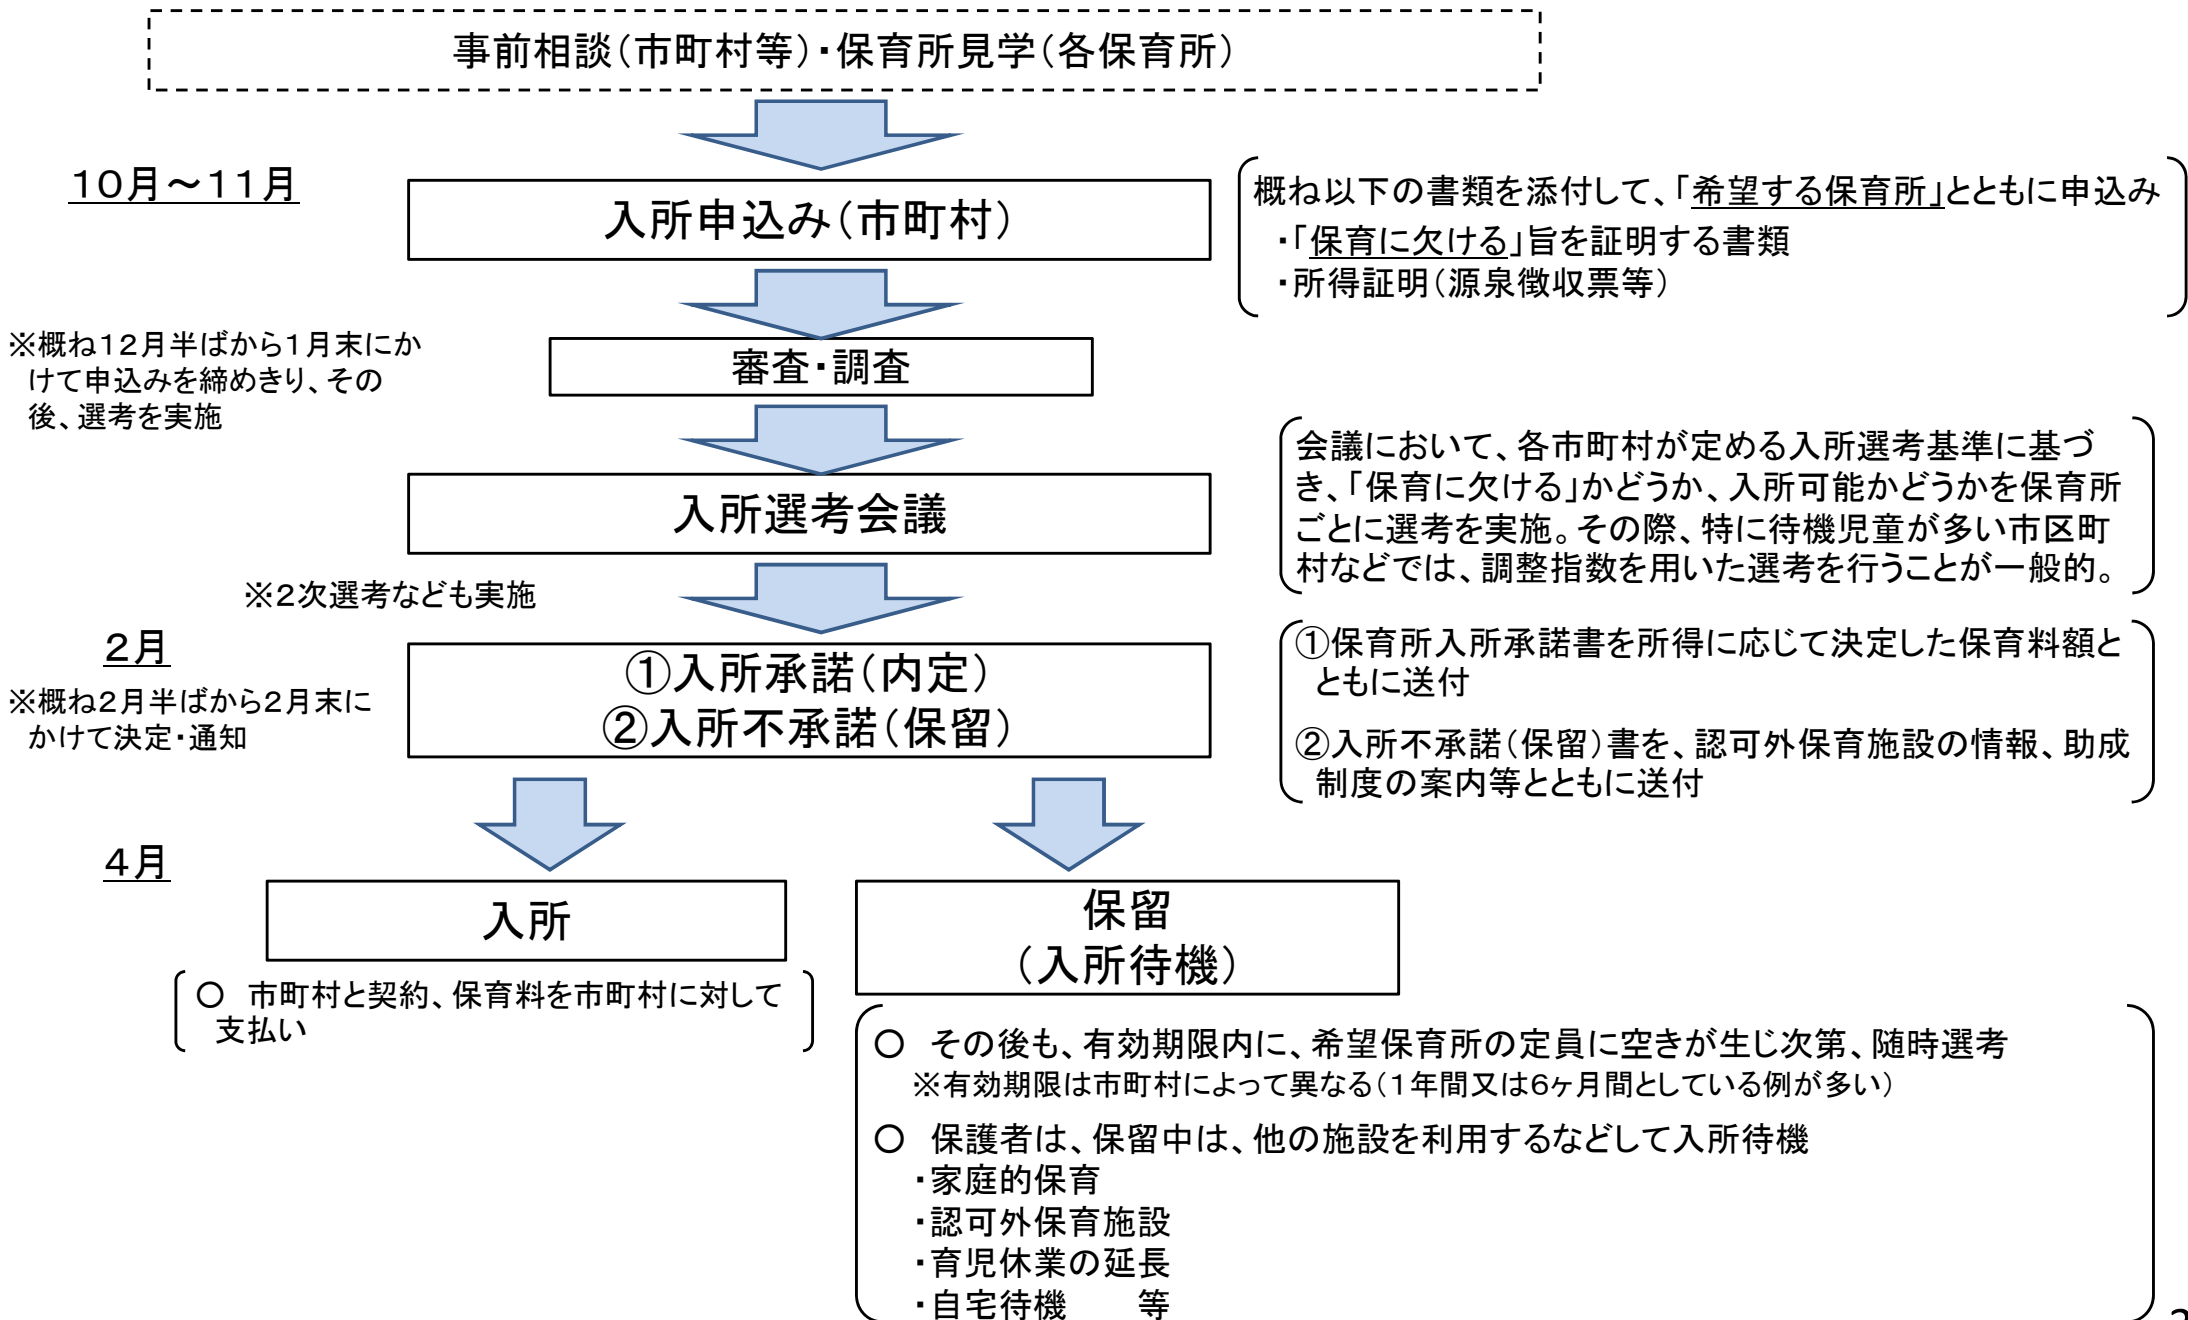 事前相談（市町村等）・保育所見学（各保育所）
１０月～１１月
入所申込み（市町村）
概ね以下の書類を添付して、「希望する保育所」とともに申込み
・「保育に欠ける」旨を証明する書類
・所得証明（源泉徴収票等）
※概ね１２月半ばから１月末にか
けて申込みを締めきり、その
後、選考を実施
審査・調査
入所選考会議
会議において、各市町村が定める入所選考基準に基づ
き、「保育に欠ける」かどうか、入所可能かどうかを保育所
ごとに選考を実施。その際、特に待機児童が多い市区町
村などでは、調整指数を用いた選考を行うことが一般的。
※２次選考なども実施
２月
※概ね２月半ばから２月末に
かけて決定・通知
①入所承諾（内定）
②入所不承諾（保留）
①保育所入所承諾書を所得に応じて決定した保育料額と
ともに送付
②入所不承諾（保留）書を、認可外保育施設の情報、助成
制度の案内等とともに送付
４月
入所
○　市町村と契約、保育料を市町村に対して
支払い
保留
（入所待機）
○　その後も、有効期限内に、希望保育所の定員に空きが生じ次第、随時選考
※有効期限は市町村によって異なる（１年間又は６ヶ月間としている例が多い）
○　保護者は、保留中は、他の施設を利用するなどして入所待機
・家庭的保育
・認可外保育施設
・育児休業の延長
・自宅待機　　等